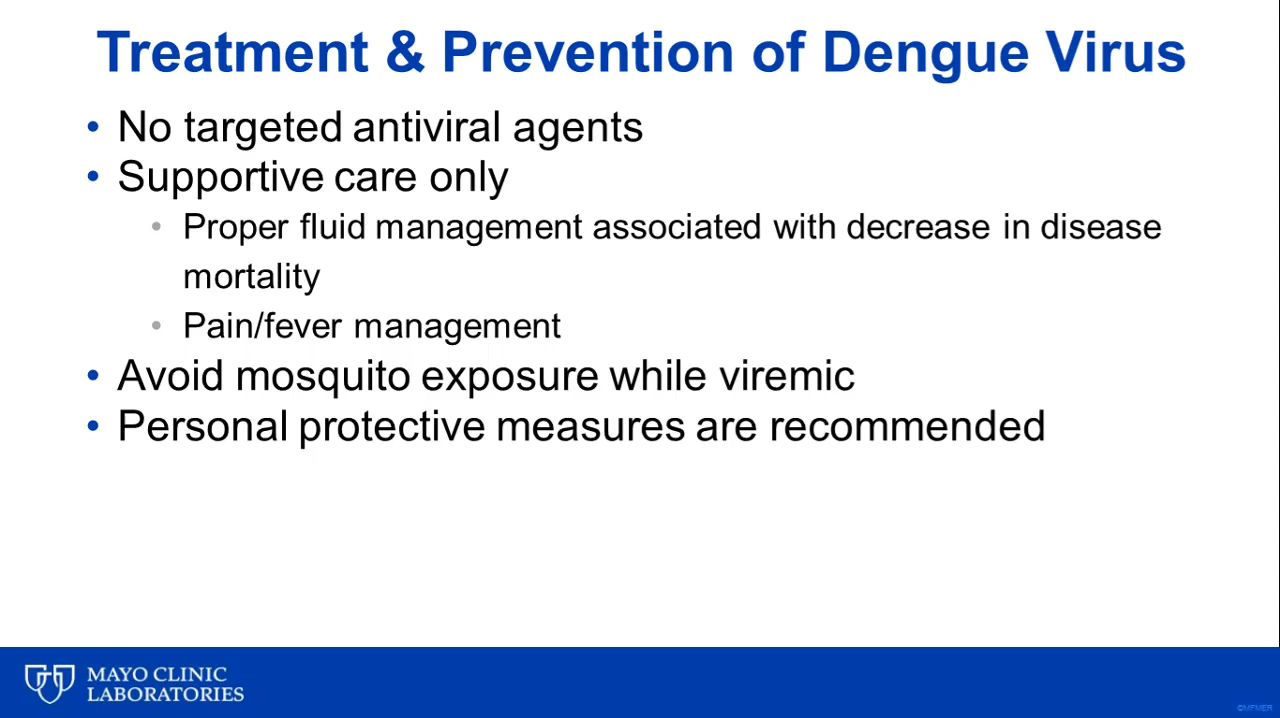 Treatment & Prevention of Dengue Virus
• No targeted antiviral agents
• Supportive care only
• Proper fluid management associated with decrease in disease
mortality
• Pain/fever management
• Avoid mosquito exposure while viremic
• Personal protective measures are recommended
MAYO CLINIC
LABORATORIES
©MFMER